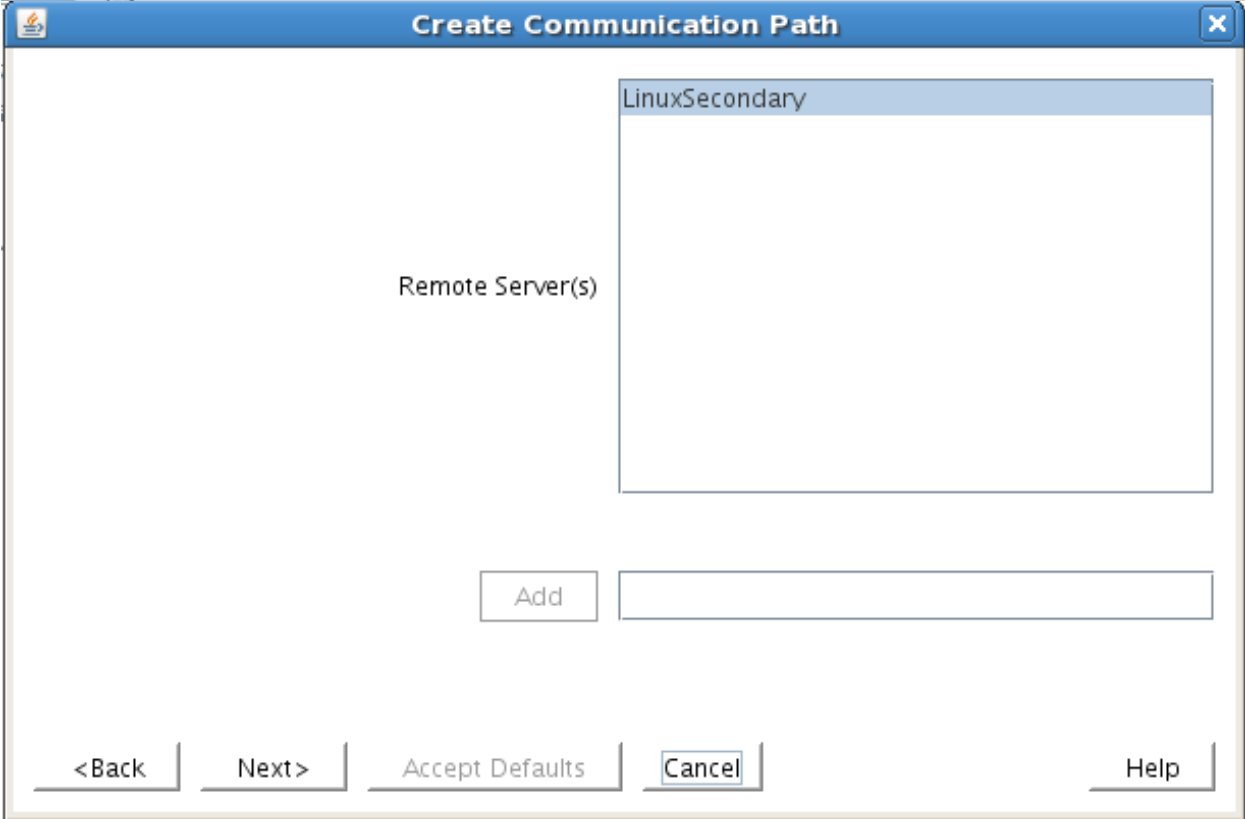 Create Communication Path
LinuxSecondary
Remote Server(s)
Add
<Back Next> Accept Defaults Cancel Help